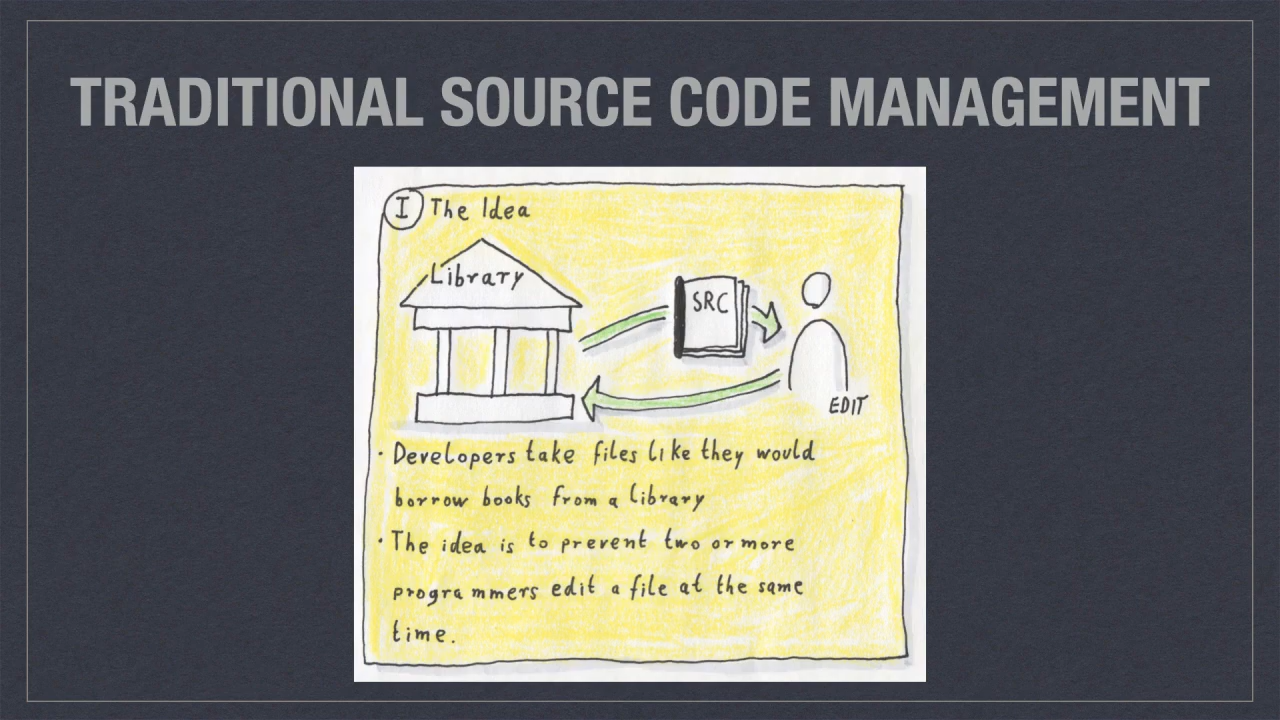 TRADITIONAL SOURCE CODE MANAGEMENT
I The Idea
Library
SRC
EDIT
· Developers take files like they would
borrow books from a library
· The idea is to prevent two or more
programmers edit a file at the same
time.